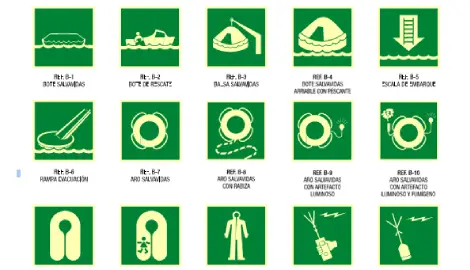 REF. B-1
BOTE SALVAVIDAS
REF. B-2
BOTE DE RESCATE
REF. B-3
BALSA SALVAVIDAS
REF. B-4
BOTE SALVAVIDAS
ARRIABLE CON PESCANTE
REF. B-5
ESCALA DE EMBARQUE
REF. B-6
RAMPA EVACUACIÓN
REF. B-7
ARO SALVAVIDAS
REF. B-8
ARO SALVAVIDAS
CON RABIZA
REF. B-9
ARO SALVAVIDAS
CON ARTEFACTO
LUMINOSO
REF. B-10
ARO SALVAVIDAS
CON ARTEFACTO
ILUMINOSO Y FUMIGENO